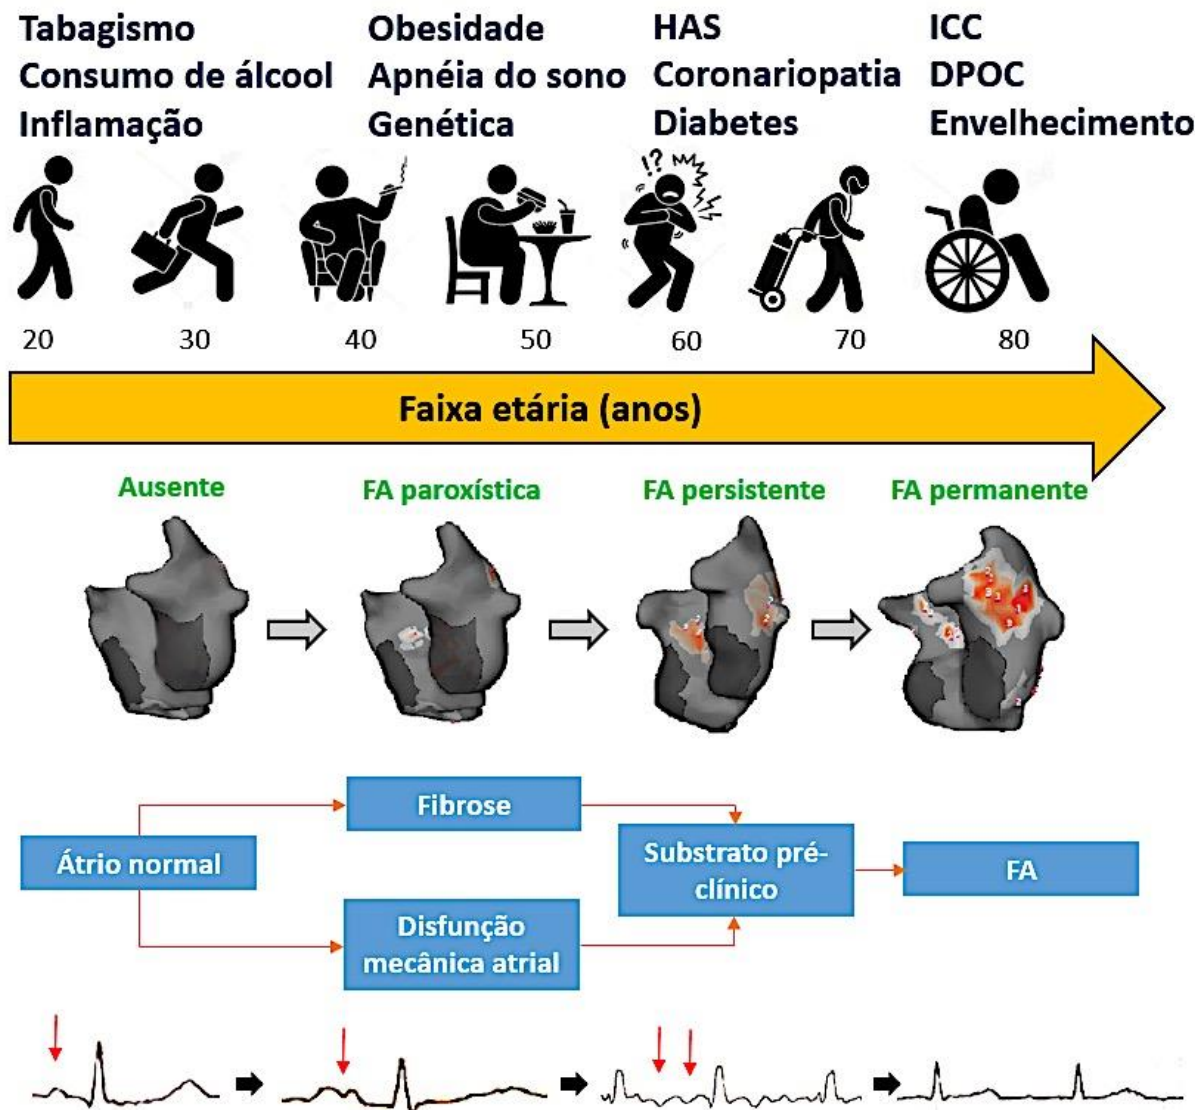 Tabagismo
Consumo de álcool
Inflamação
Obesidade
Apnéia do sono
Genética
HAS
Coronariopatia
Diabetes
ICC
DPOC
Envelhecimento
!?
20 30 40 50 60 70 80
Faixa etária (anos)
Ausente
FA paroxística
FA persistente
FA permanente
Átrio normal
Fibrose
Disfunção
mecânica atrial
Substrato pré-
clínico
FA